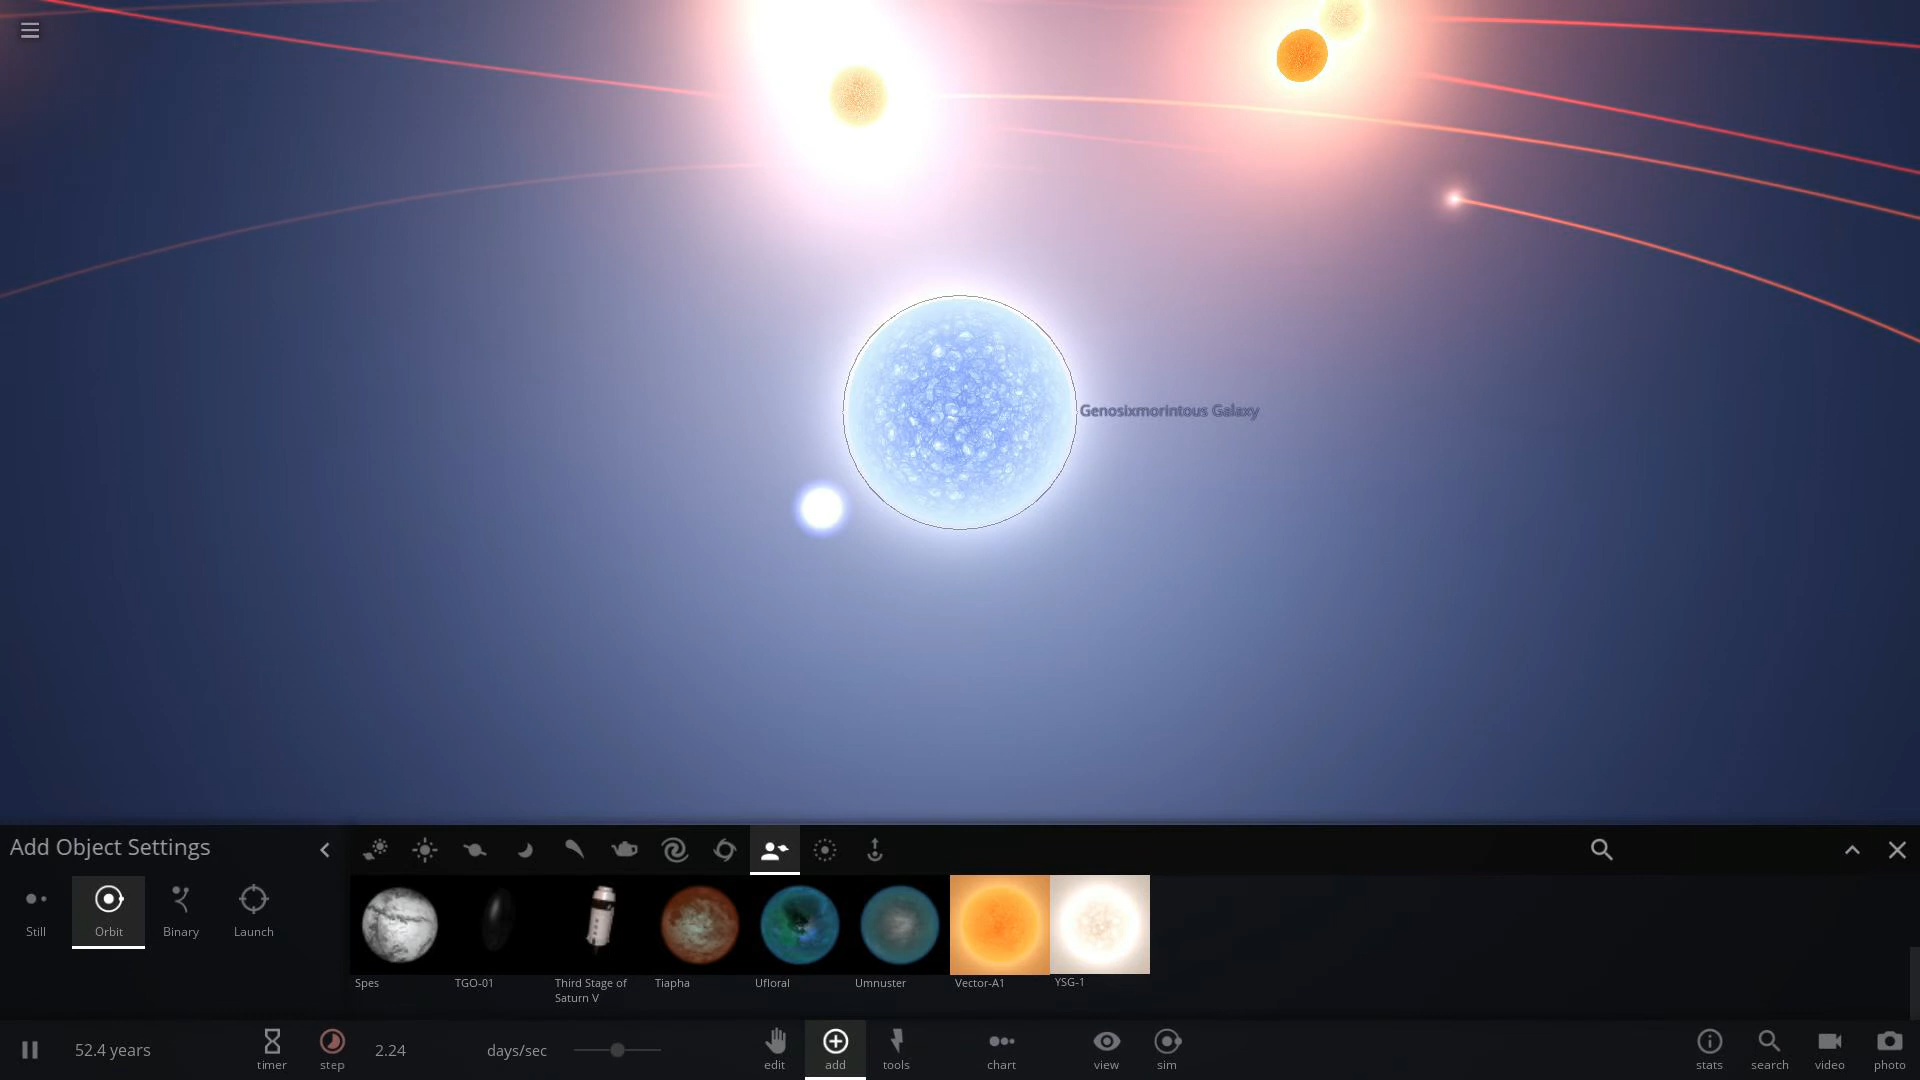 Genosixmorintous Galaxy
Add Object Settings
Still
Orbit
Binary
Launch
Spes
TGO-01
Third Stage of
Saturn V
Tiapha
Ufloral
Umnuster
Vector-A1
YSG-1
52.4 years
timer
step
2.24
days/sec
edit
add
tools
chart
view
sim
stats
search
video
photo